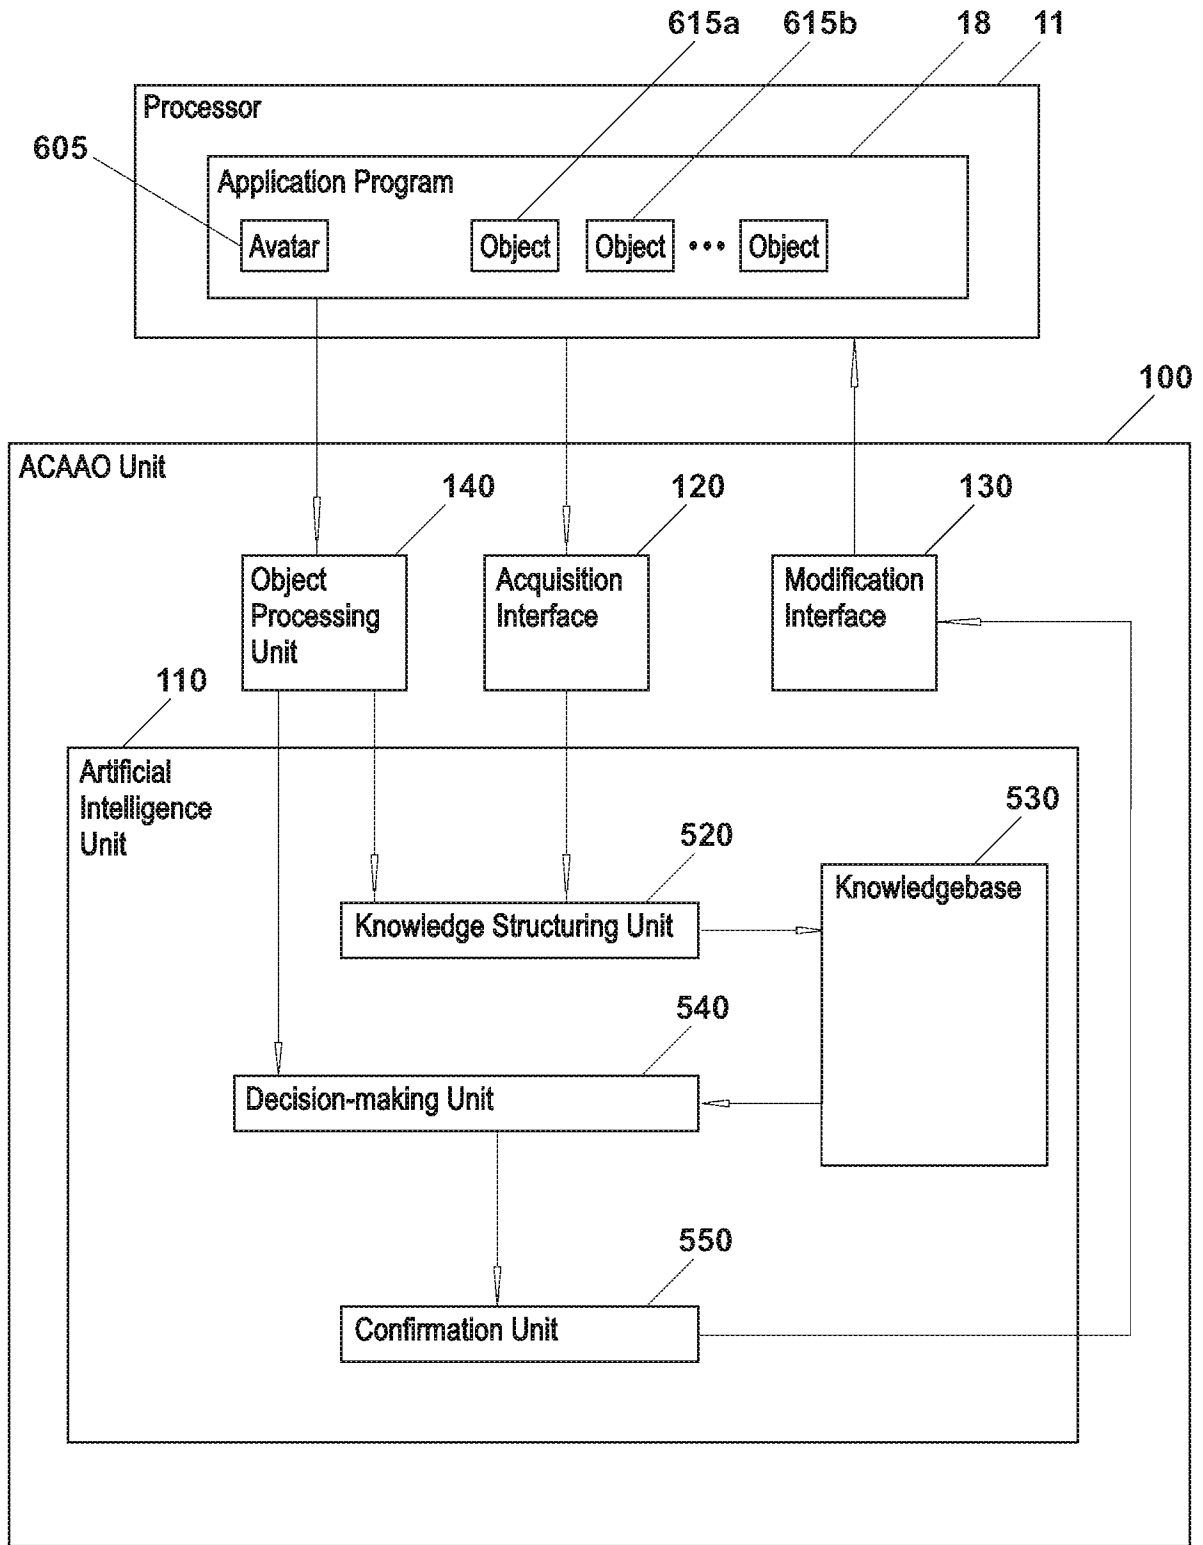 615a 615b 18 11
Processor
605
Application Program
Avatar Object Object ••• Object
100
ACAAO Unit
140 120 130
Object
Processing
Unit
Acquisition
Interface
Modification
Interface
110
Artificial
Intelligence
Unit
530
Knowledgebase
520
Knowledge Structuring Unit
540
Decision-making Unit
550
Confirmation Unit